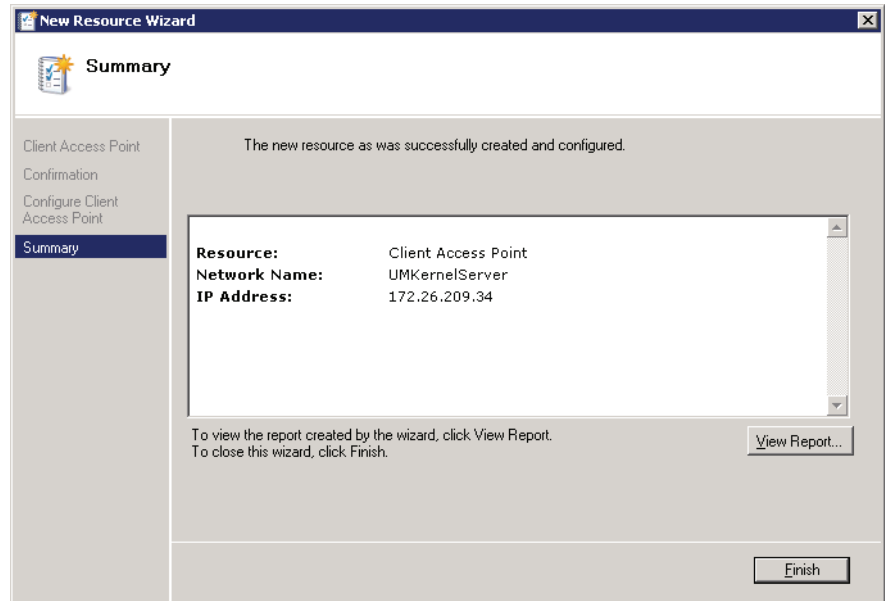 New Resource Wizard
Summary
Client Access Point
Confirmation
Configure Client
Access Point
Summary
The new resource as was successfully created and configured.
Resource: Client Access Point
Network Name: UMKernelServer
IP Address: 172.26.209.34
To view the report created by the wizard, click View Report.
To close this wizard, click Finish.
View Report...
Finish